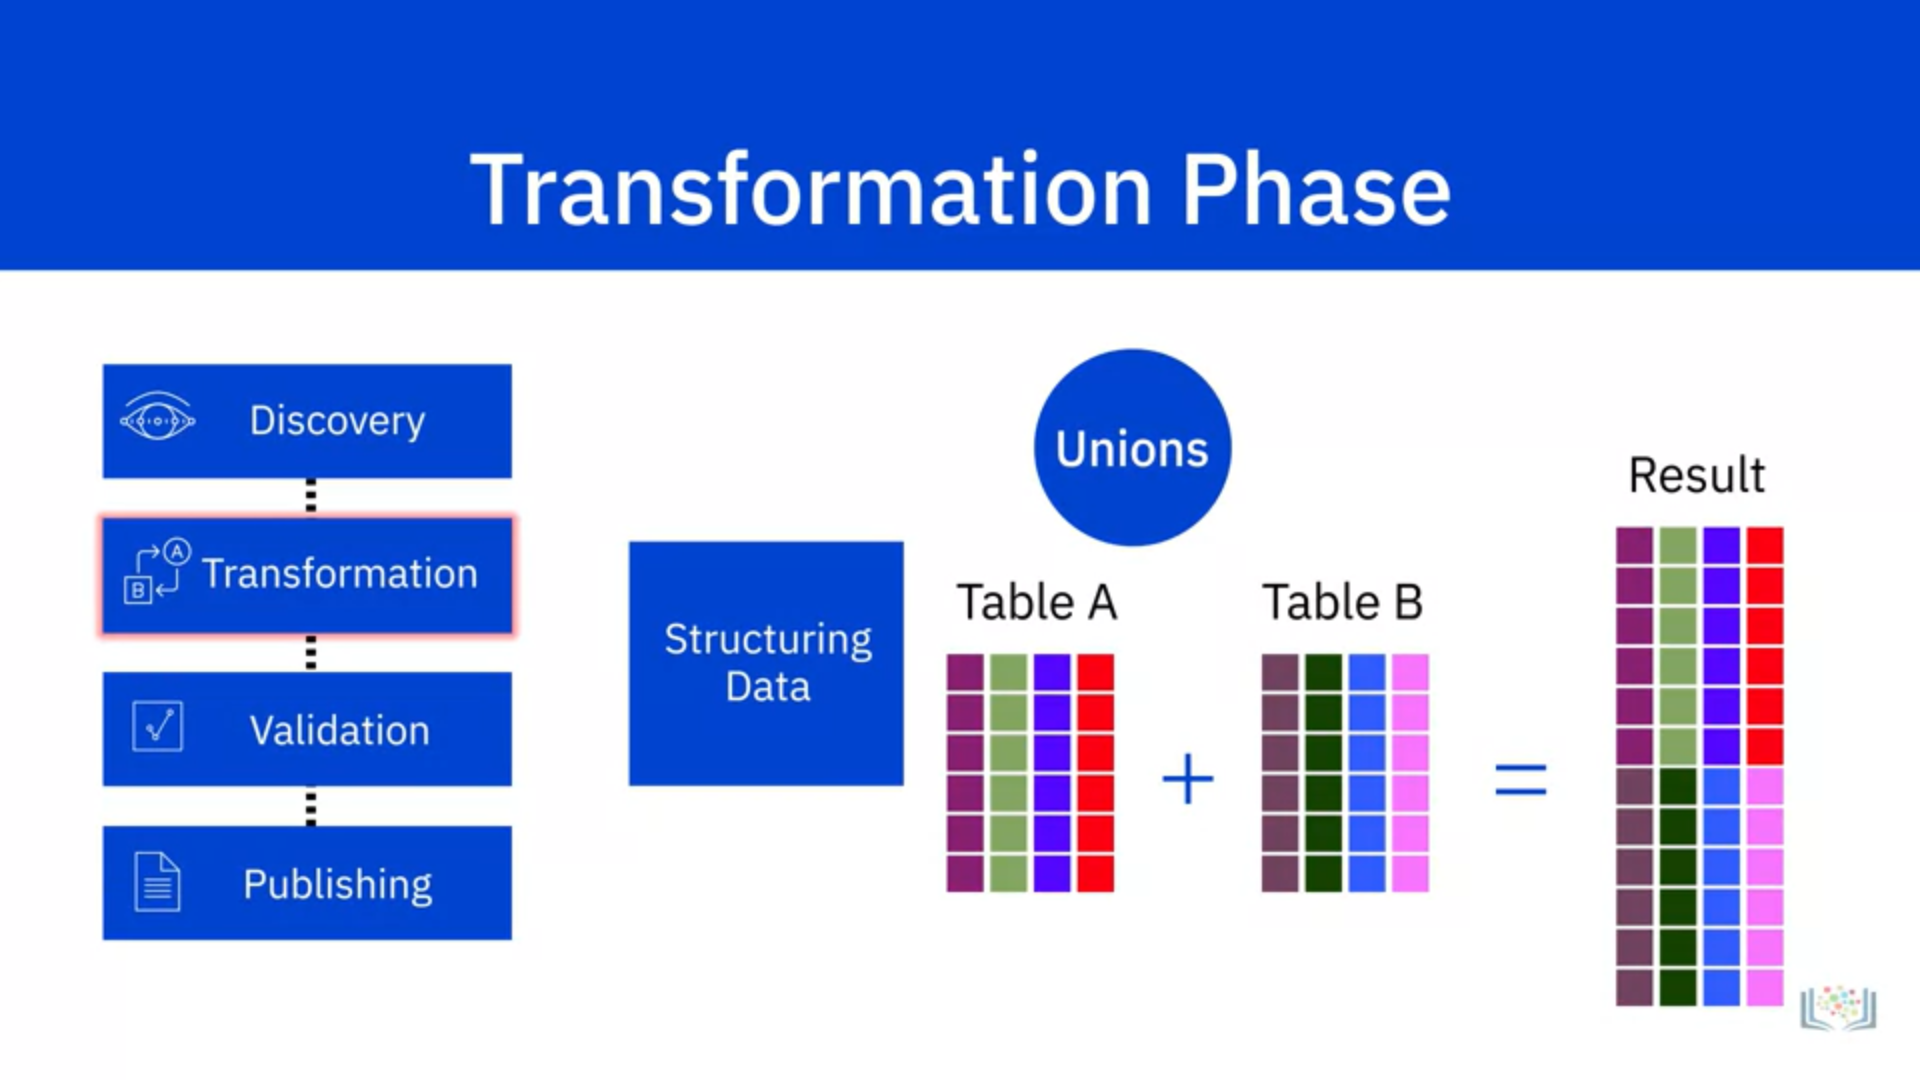 Transformation Phase
Discovery
A
B
Transformation
Validation
Publishing
Structuring
Data
Unions
Table A
Table B
Result
+
=